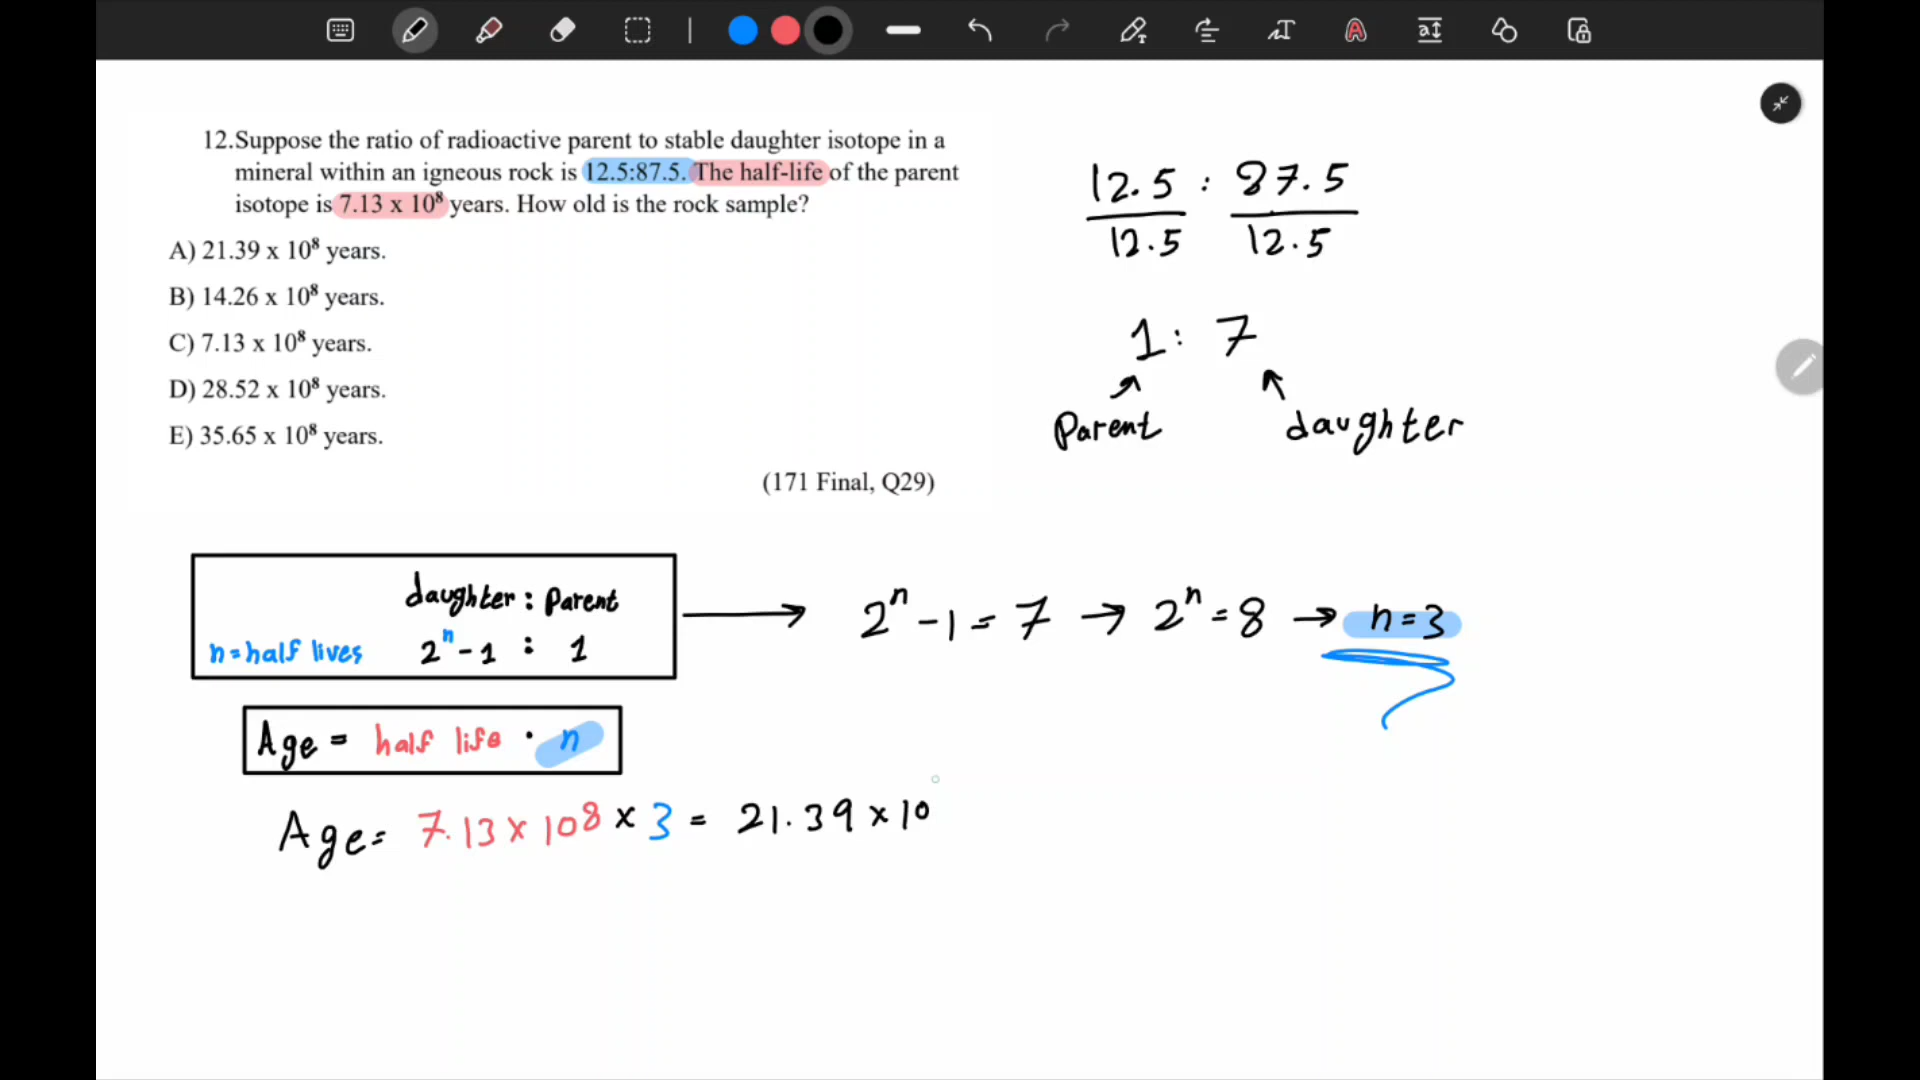 12.Suppose the ratio of radioactive parent to stable daughter isotope in a
mineral within an igneous rock is 12.5:87.5. The half-life of the parent
isotope is 7.13 x 10⁸ years. How old is the rock sample?
A) 21.39 x 10⁸ years.
B) 14.26 x 10⁸ years.
C) 7.13 x 10⁸ years.
D) 28.52 x 10⁸ years.
E) 35.65 x 10⁸ years.
(171 Final, Q29)
12.5 : 87.5
12.5 12.5
1 : 7
Parent daughter
daughter : Parent
n = half lives 2ⁿ - 1 : 1
2ⁿ - 1 = 7 → 2ⁿ = 8 → n = 3
Age = half life · n
Age = 7.13 x 10⁸ x 3 = 21.39 x 10